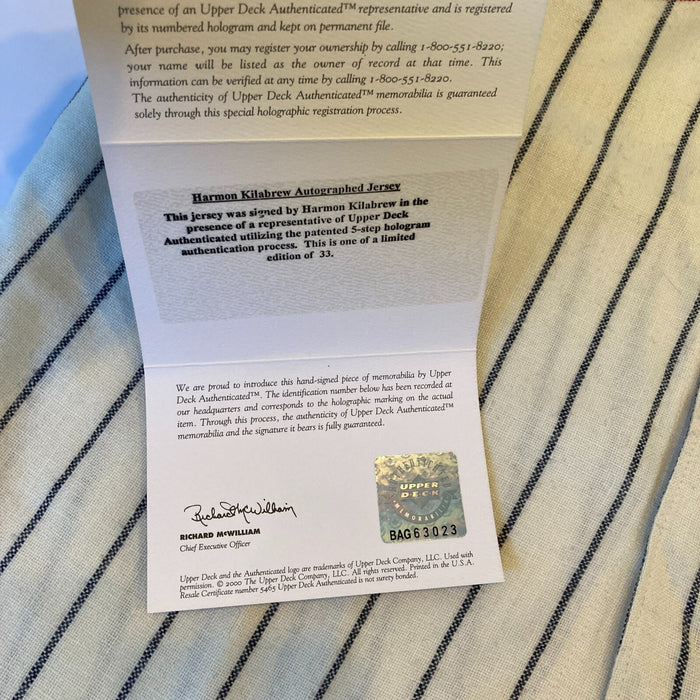 presence of an Upper Deck Authenticated™ representative and is registered
by its numbered hologram and kept on permanent file.
After purchase, you may register your ownership by calling 1-800-551-8220;
your name will be listed as the owner of record at that time. This
information can be verified at any time by calling 1-800-551-8220.
The authenticity of Upper Deck Authenticated™ memorabilia is guaranteed
solely through this special holographic registration process.
Harmon Kilabrew Autographed Jersey
This jersey was signed by Harmon Kilabrew in the
presence of a representative of Upper Deck
Authenticated utilizing the patented 5-step hologram
authentication process. This is one of a limited
edition of 33.
We are proud to introduce this hand-signed piece of memorabilia by Upper
Deck Authenticated™. The identification number below has been recorded at
our headquarters and corresponds to the holographic marking on the actual
item. Through this process, the authenticity of Upper Deck Authenticated™
memorabilia and the signature it bears is fully guaranteed.
Richard McWilliam
RICHARD McWILLIAM
Chief Executive Officer
UPPER
DECK
MEMORABILIA
BAG63023
Upper Deck and the Authenticated logo are trademarks of Upper Deck Company, LLC. Used with
permission. © 2000 The Upper Deck Company, LLC. All rights reserved. Printed in the U.S.A.
Resale Certificate number 5465 Upper Deck Authenticated is not surety bonded.